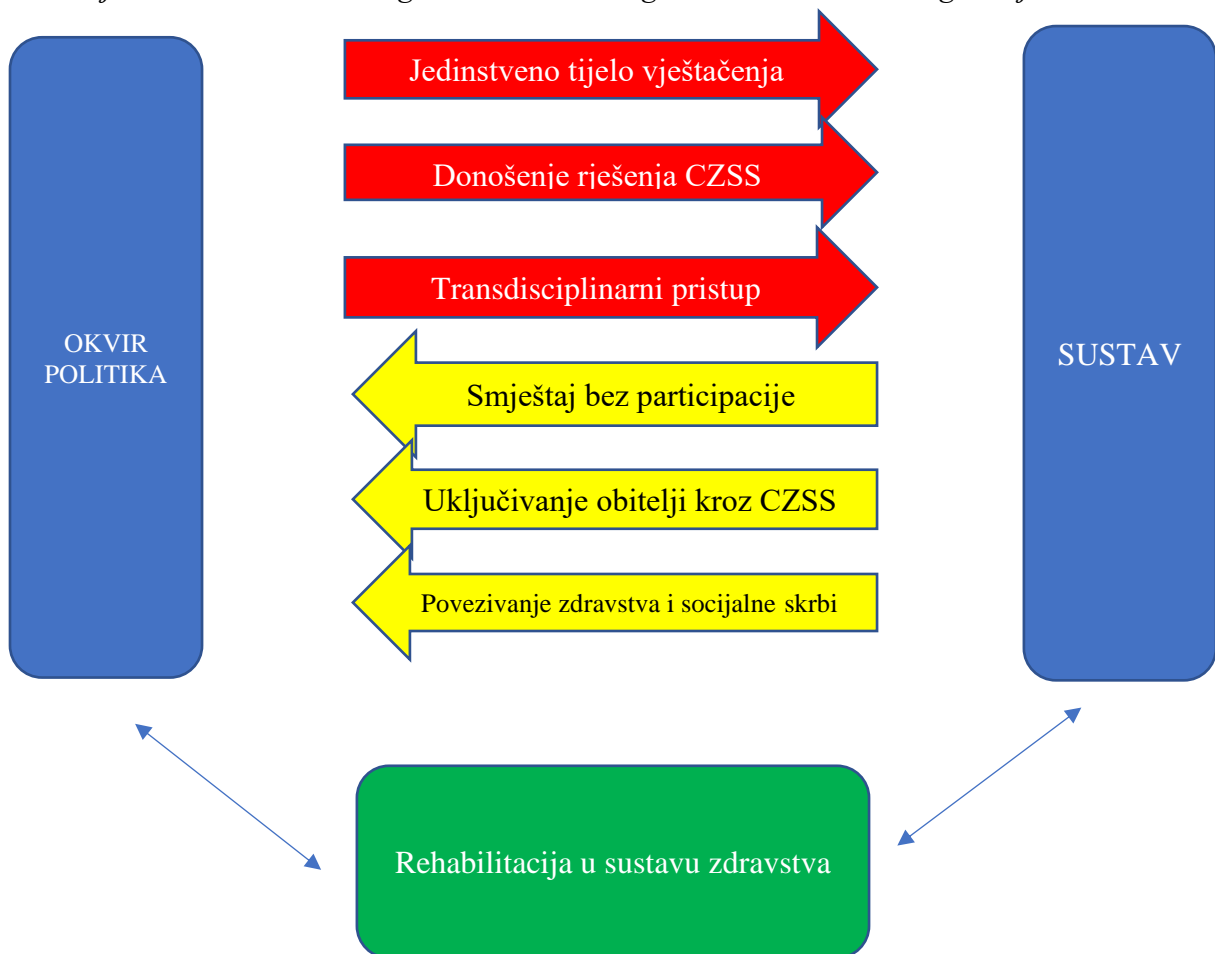 Jedinstveno tijelo vještačenja
Donošenje rješenja CZSS
Transdisciplinarni pristup
OKVIR
POLITIKA
SUSTAV
Smještaj bez participacije
Uključivanje obitelji kroz CZSS
Povezivanje zdravstva i socijalne skrbi
Rehabilitacija u sustavu zdravstva